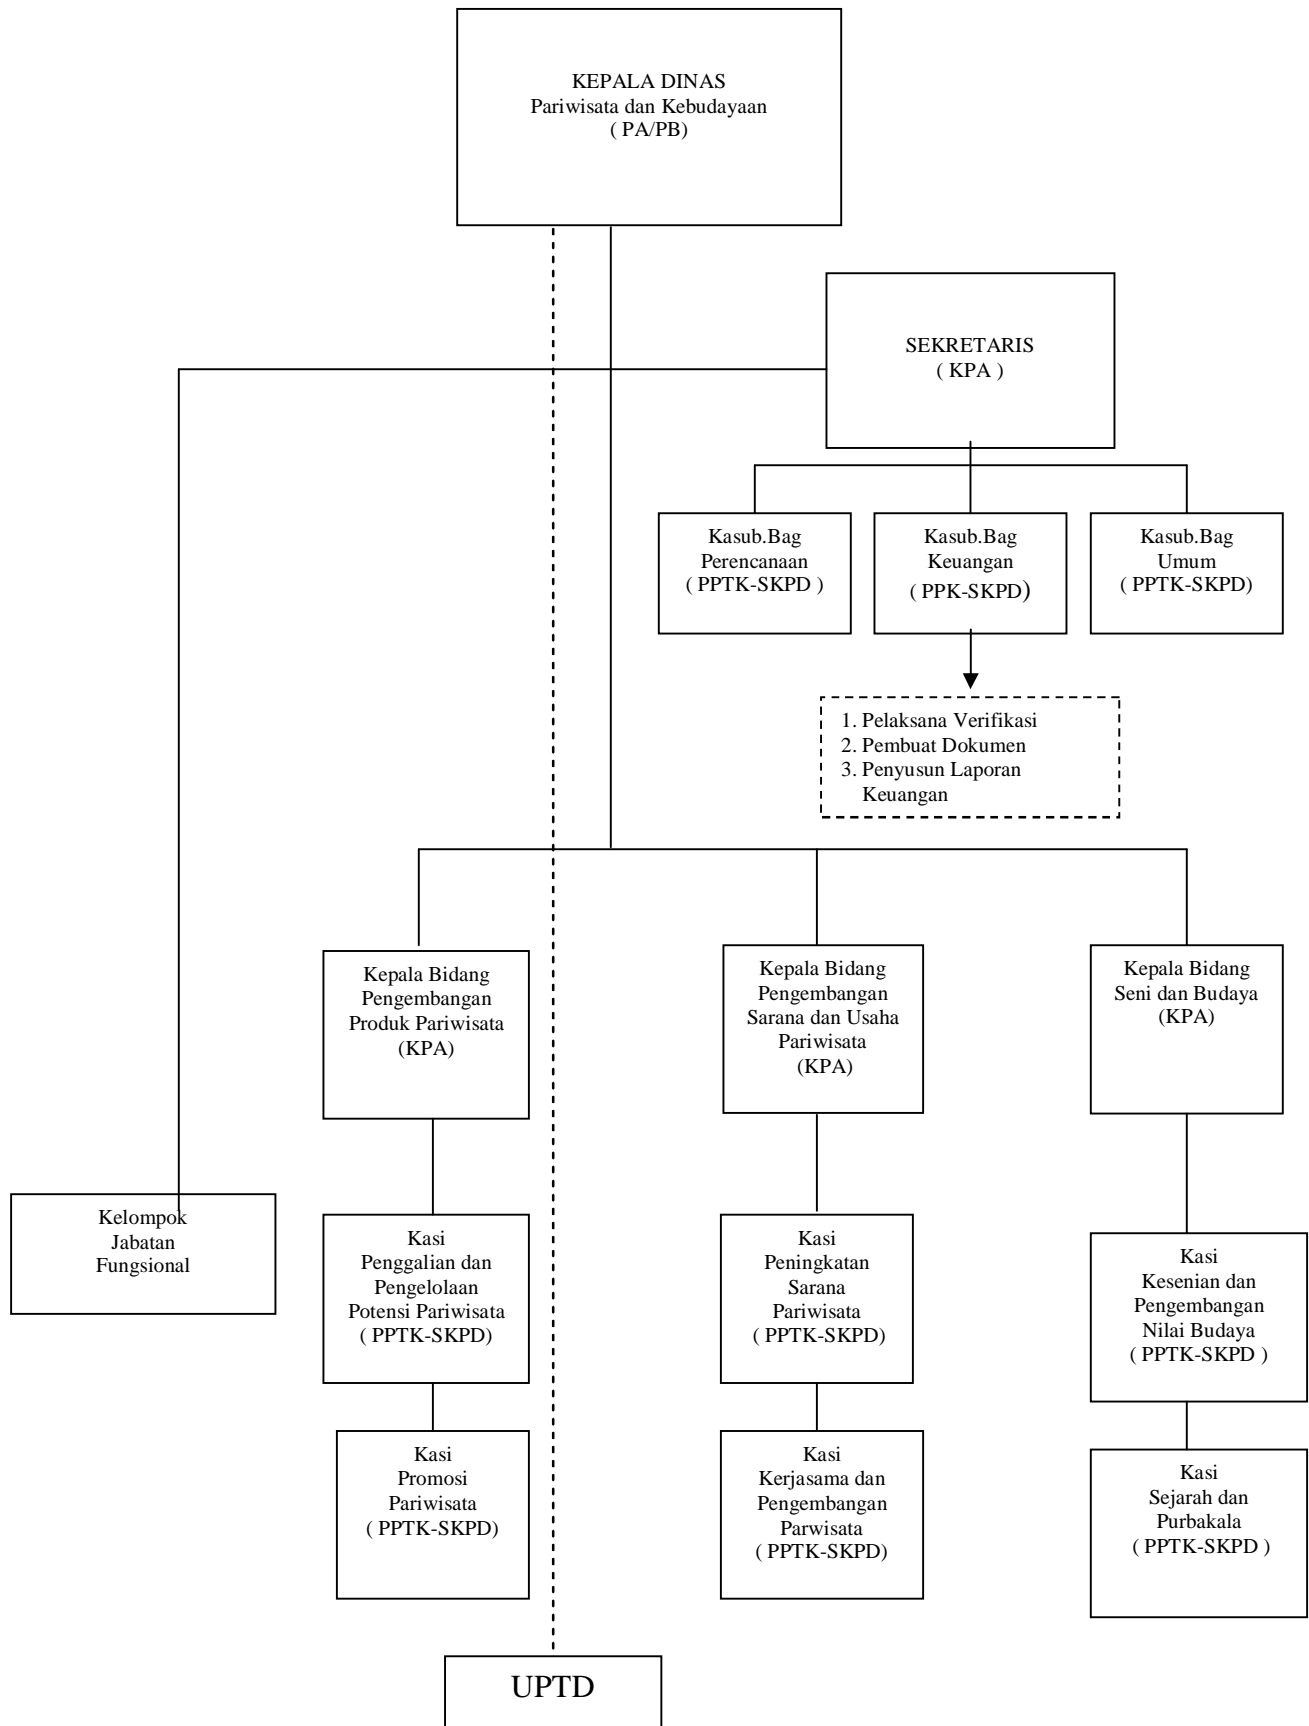 KEPALA DINAS
Pariwisata dan Kebudayaan
( PA/PB)
SEKRETARIS
( KPA )
Kasub.Bag
Perencanaan
( PPTK-SKPD )
Kasub.Bag
Keuangan
( PPK-SKPD)
Kasub.Bag
Umum
( PPTK-SKPD)
1. Pelaksana Verifikasi
2. Pembuat Dokumen
3. Penyusun Laporan
Keuangan
Kepala Bidang
Pengembangan
Produk Pariwisata
(KPA)
Kepala Bidang
Pengembangan
Sarana dan Usaha
Pariwisata
(KPA)
Kepala Bidang
Seni dan Budaya
(KPA)
Kelompok
Jabatan
Fungsional
Kasi
Penggalian dan
Pengelolaan
Potensi Pariwisata
( PPTK-SKPD)
Kasi
Peningkatan
Sarana
Pariwisata
( PPTK-SKPD)
Kasi
Kesenian dan
Pengembangan
Nilai Budaya
( PPTK-SKPD )
Kasi
Promosi
Pariwisata
( PPTK-SKPD)
Kasi
Kerjasama dan
Pengembangan
Parwisata
( PPTK-SKPD)
Kasi
Sejarah dan
Purbakala
( PPTK-SKPD )
UPTD